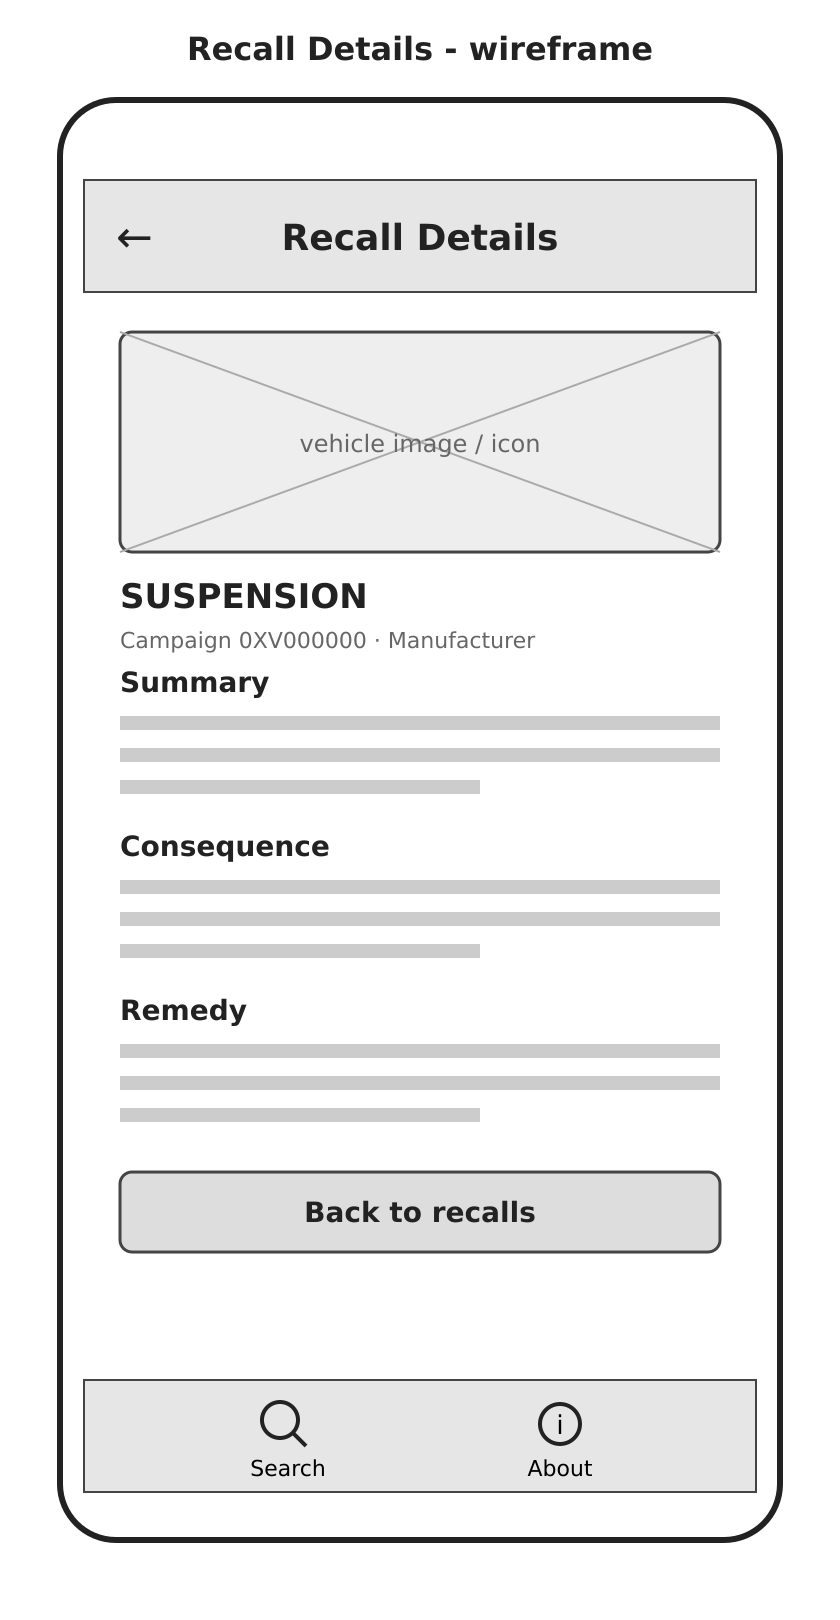 Recall Details - wireframe
← Recall Details
vehicle image / icon
SUSPENSION
Campaign 0XV000000 · Manufacturer
Summary
Consequence
Remedy
Back to recalls
i
Search About